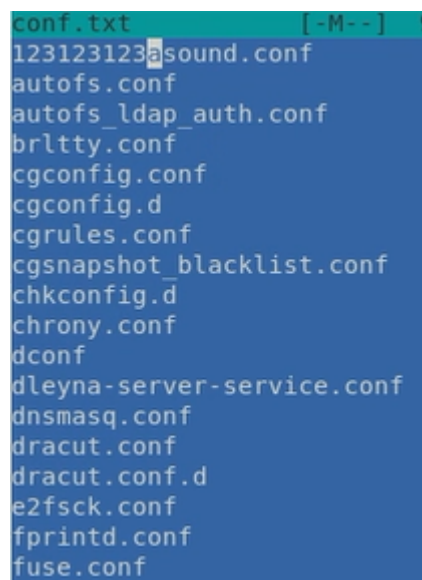 conf.txt [-M--]
123123123asound.conf
autofs.conf
autofs_ldap_auth.conf
brltty.conf
cgconfig.conf
cgconfig.d
cgrules.conf
cgsnapshot_blacklist.conf
chkconfig.d
chrony.conf
dconf
dleyna-server-service.conf
dnsmasq.conf
dracut.conf
dracut.conf.d
e2fsck.conf
fprintd.conf
fuse.conf